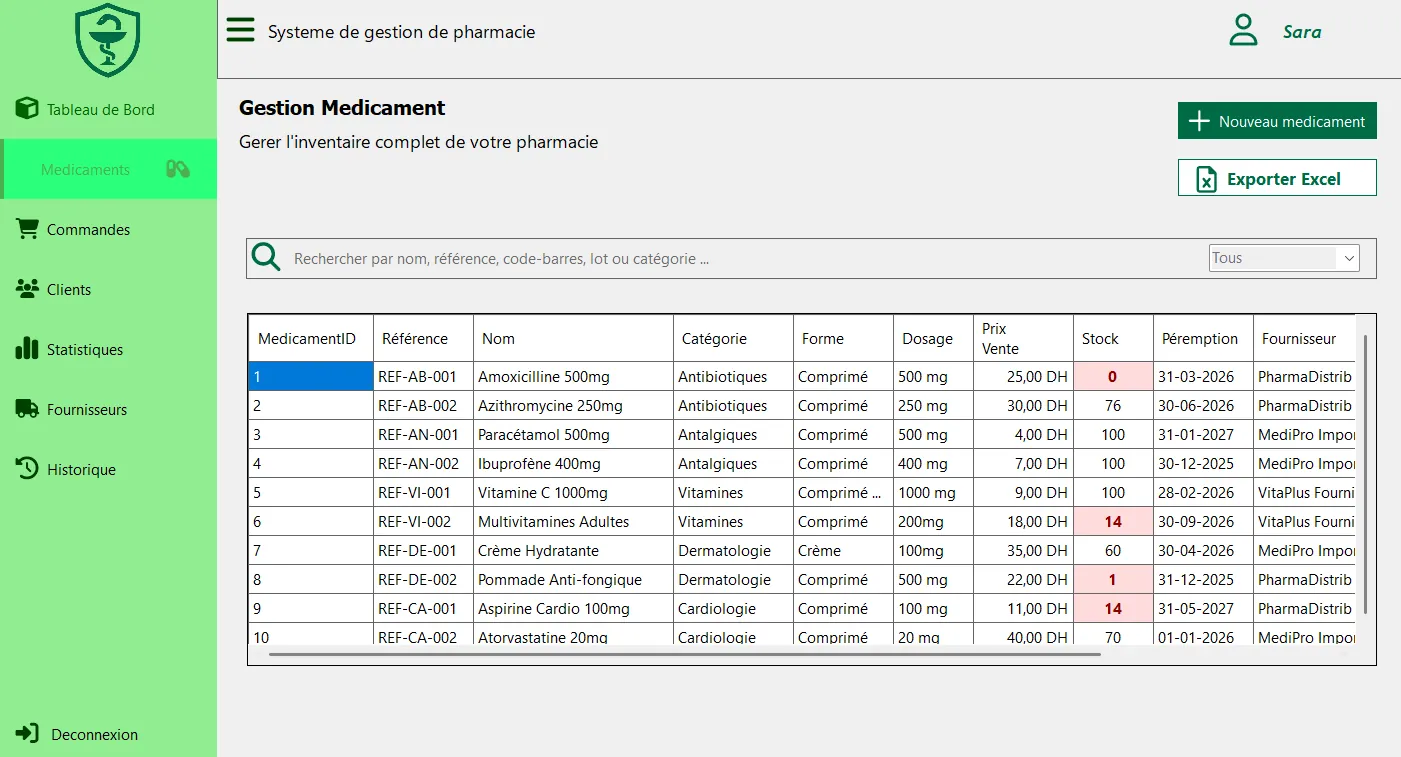 Systeme de gestion de pharmacie
Sara
Tableau de Bord
Medicaments
Commandes
Clients
Statistiques
Fournisseurs
Historique
Deconnexion
Gestion Medicament
Gerer l'inventaire complet de votre pharmacie
Nouveau medicament
Exporter Excel
Rechercher par nom, référence, code-barres, lot ou catégorie ...
Tous
MedicamentID Référence Nom Catégorie Forme Dosage Prix Vente Stock Péremption Fournisseur
1 REF-AB-001 Amoxicilline 500mg Antibiotiques Comprimé 500 mg 25,00 DH 0 31-03-2026 PharmaDistrib
2 REF-AB-002 Azithromycine 250mg Antibiotiques Comprimé 250 mg 30,00 DH 76 30-06-2026 PharmaDistrib
3 REF-AN-001 Paracétamol 500mg Antalgiques Comprimé 500 mg 4,00 DH 100 31-01-2027 MediPro Impor
4 REF-AN-002 Ibuprofène 400mg Antalgiques Comprimé 400 mg 7,00 DH 100 30-12-2025 MediPro Impor
5 REF-VI-001 Vitamine C 1000mg Vitamines Comprimé ... 1000 mg 9,00 DH 100 28-02-2026 VitaPlus Fourni
6 REF-VI-002 Multivitamines Adultes Vitamines Comprimé 200mg 18,00 DH 14 30-09-2026 VitaPlus Fourni
7 REF-DE-001 Crème Hydratante Dermatologie Crème 100mg 35,00 DH 60 30-04-2026 MediPro Impor
8 REF-DE-002 Pommade Anti-fongique Dermatologie Comprimé 500 mg 22,00 DH 1 31-12-2025 PharmaDistrib
9 REF-CA-001 Aspirine Cardio 100mg Cardiologie Comprimé 100 mg 11,00 DH 14 31-05-2027 PharmaDistrib
10 REF-CA-002 Atorvastatine 20mg Cardiologie Comprimé 20 mg 40,00 DH 70 01-01-2026 MediPro Impor